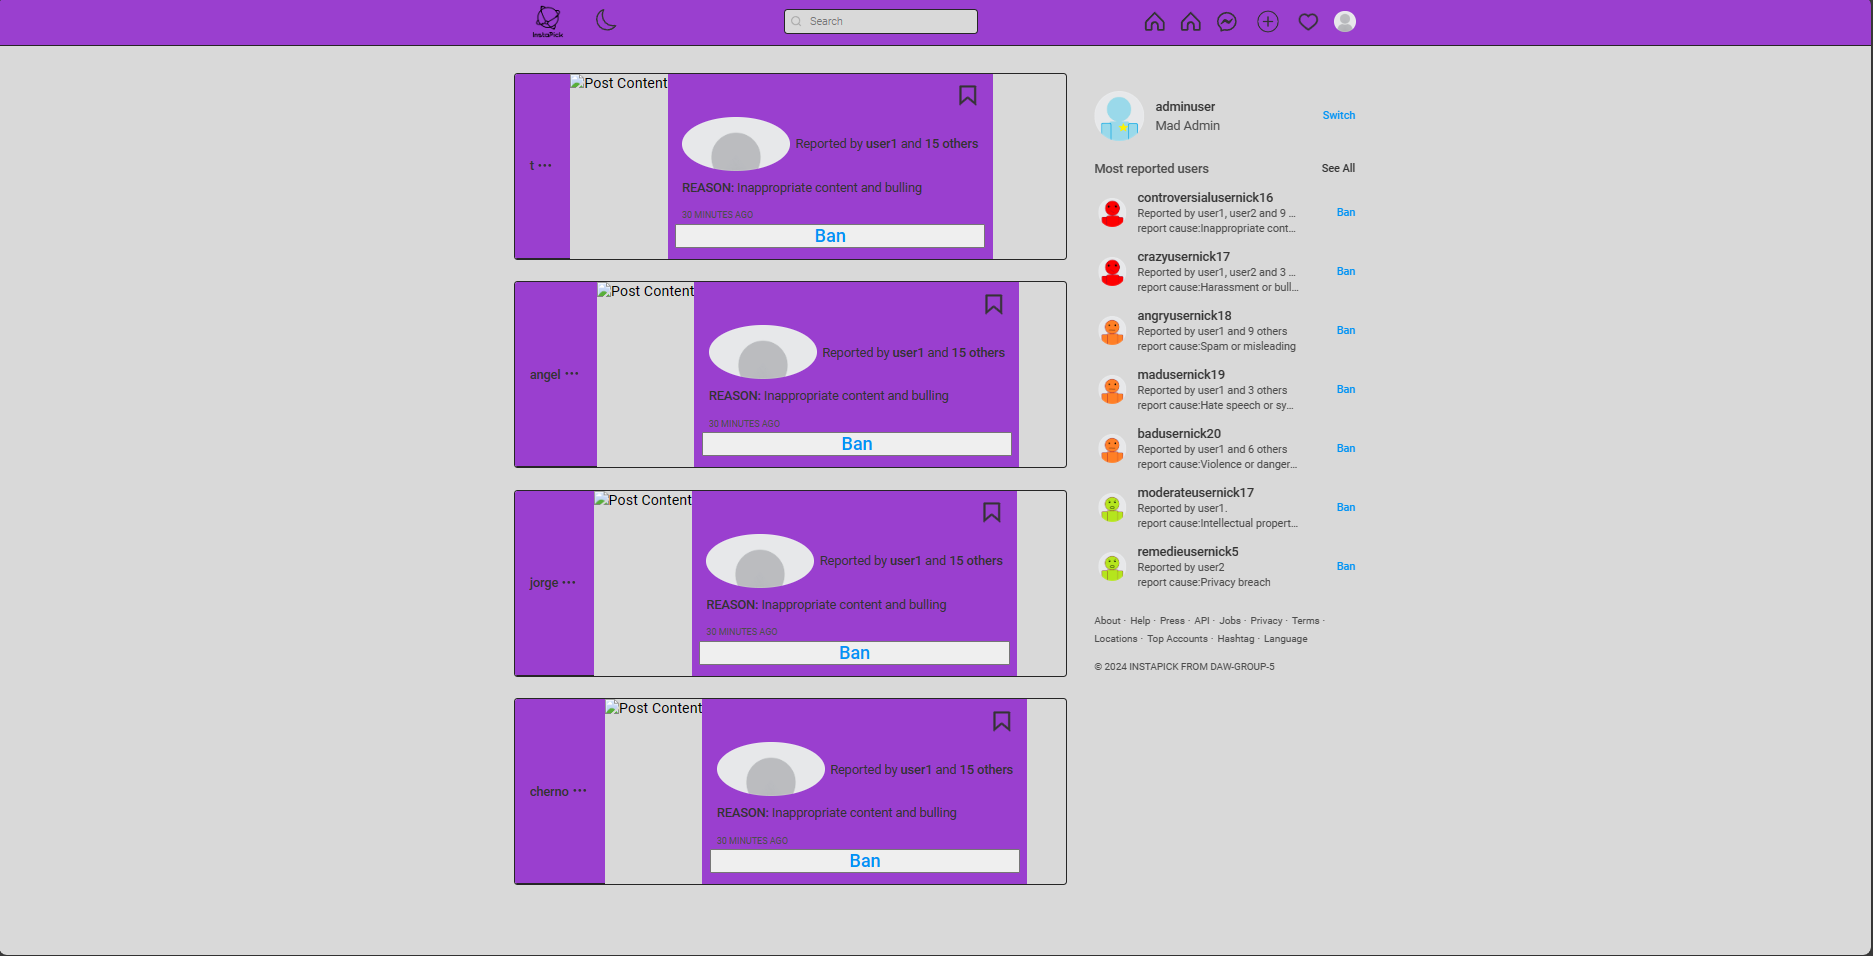 InstaPick
Search
t •••
Post Content
Reported by user1 and 15 others
REASON: Inappropriate content and bulling
30 MINUTES AGO
Ban
angel •••
Post Content
Reported by user1 and 15 others
REASON: Inappropriate content and bulling
30 MINUTES AGO
Ban
jorge •••
Post Content
Reported by user1 and 15 others
REASON: Inappropriate content and bulling
30 MINUTES AGO
Ban
cherno •••
Post Content
Reported by user1 and 15 others
REASON: Inappropriate content and bulling
30 MINUTES AGO
Ban
adminuser
Mad Admin
Switch
Most reported users
See All
controversialusernick16
Reported by user1, user2 and 9 ...
report cause:Inappropriate cont...
Ban
crazyusernick17
Reported by user1, user2 and 3 ...
report cause:Harassment or bull...
Ban
angryusernick18
Reported by user1 and 9 others
report cause:Spam or misleading
Ban
madusernick19
Reported by user1 and 3 others
report cause:Hate speech or sy...
Ban
badusernick20
Reported by user1 and 6 others
report cause:Violence or danger...
Ban
moderateusernick17
Reported by user1.
report cause:Intellectual propert...
Ban
remedieusernick5
Reported by user2
report cause:Privacy breach
Ban
About · Help · Press · API · Jobs · Privacy · Terms ·
Locations · Top Accounts · Hashtag · Language
© 2024 INSTAPICK FROM DAW-GROUP-5